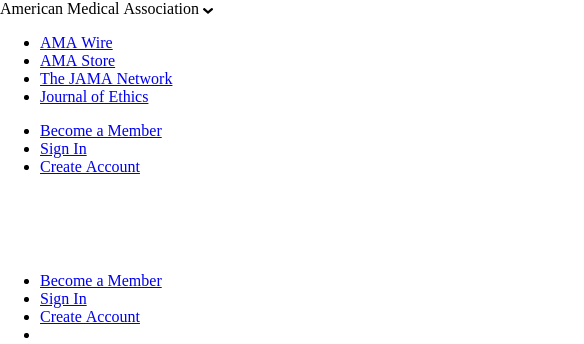 American Medical Association
AMA Wire
AMA Store
The JAMA Network
Journal of Ethics
Become a Member
Sign In
Create Account
Become a Member
Sign In
Create Account